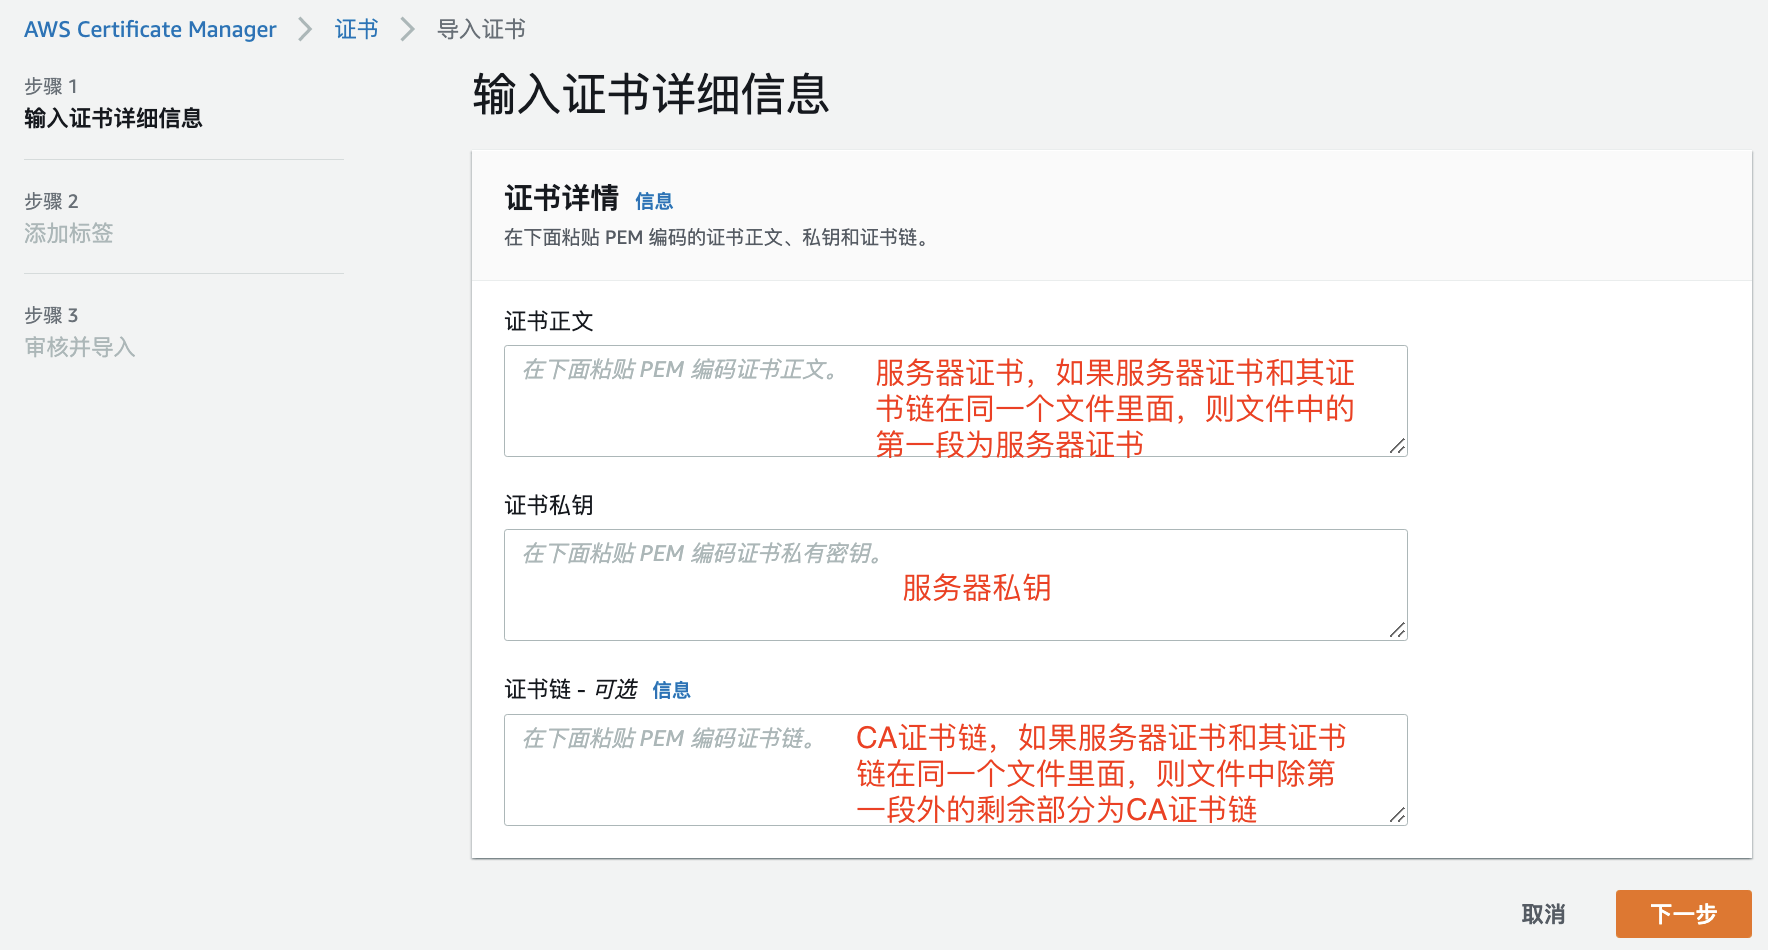 AWS Certificate Manager > 证书 > 导入证书
步骤 1
输入证书详细信息
步骤 2
添加标签
步骤 3
审核并导入
输入证书详细信息
证书详情 信息
在下面粘贴 PEM 编码的证书正文、私钥和证书链。
证书正文
在下面粘贴 PEM 编码证书正文。
服务器证书，如果服务器证书和其证
书链在同一个文件里面，则文件中的
第一段为服务器证书
证书私钥
在下面粘贴 PEM 编码证书私有密钥。
服务器私钥
证书链 - 可选 信息
在下面粘贴 PEM 编码证书链。
CA证书链，如果服务器证书和其证书
链在同一个文件里面，则文件中除第
一段外的剩余部分为CA证书链
取消
下一步